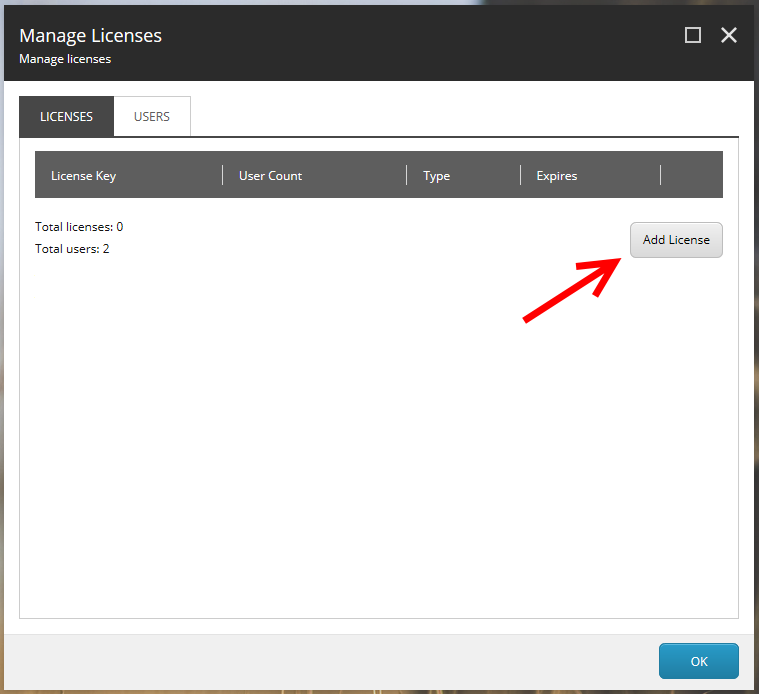 Manage Licenses
Manage licenses
LICENSES USERS
License Key User Count Type Expires
Total licenses: 0
Add License
Total users: 2
OK